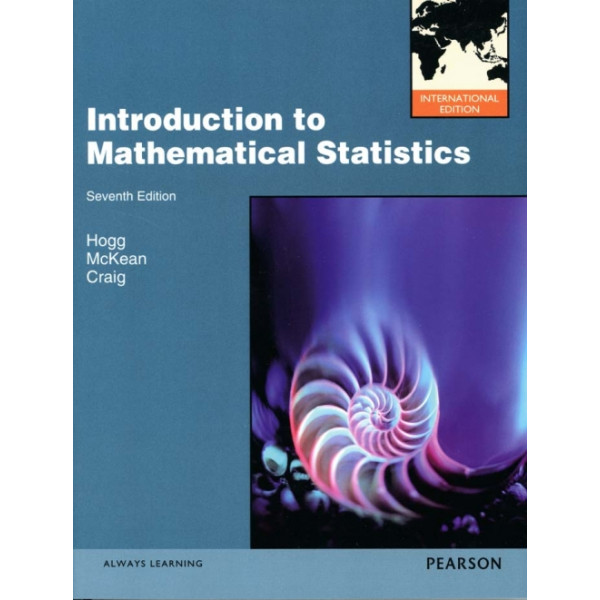 INTERNATIONAL
EDITION
Introduction to
Mathematical Statistics
Seventh Edition
Hogg
McKean
Craig
ALWAYS LEARNING
PEARSON